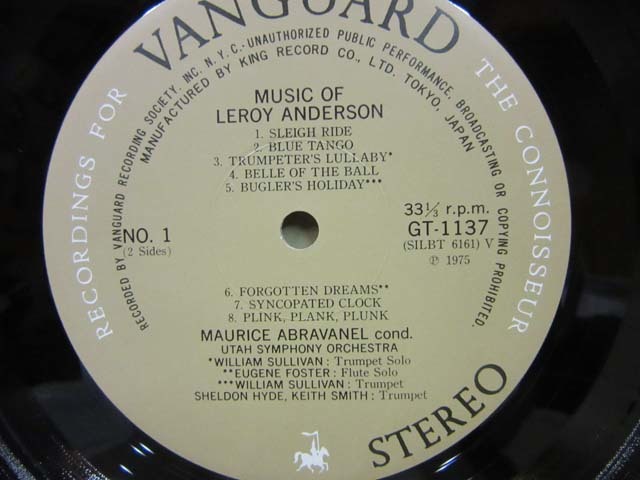 VANGUARD
RECORDINGS FOR THE CONNOISSEUR
RECORDED BY VANGUARD RECORDING SOCIETY, INC. N.Y.C.·UNAUTHORIZED PUBLIC PERFORMANCE, BROADCASTING OR COPYING PROHIBITED.
MANUFACTURED BY KING RECORD CO., LTD. TOKYO, JAPAN
MUSIC OF
LEROY ANDERSON
1. SLEIGH RIDE
2. BLUE TANGO
3. TRUMPETER'S LULLABY*
4. BELLE OF THE BALL
5. BUGLER'S HOLIDAY***
NO. 1
(2 Sides)
33⅓ r.p.m.
GT-1137
(SILBT 6161) V
℗ 1975
6. FORGOTTEN DREAMS**
7. SYNCOPATED CLOCK
8. PLINK, PLANK, PLUNK
MAURICE ABRAVANEL cond.
UTAH SYMPHONY ORCHESTRA
*WILLIAM SULLIVAN : Trumpet Solo
**EUGENE FOSTER : Flute Solo
***WILLIAM SULLIVAN : Trumpet
SHELDON HYDE, KEITH SMITH : Trumpet
STEREO